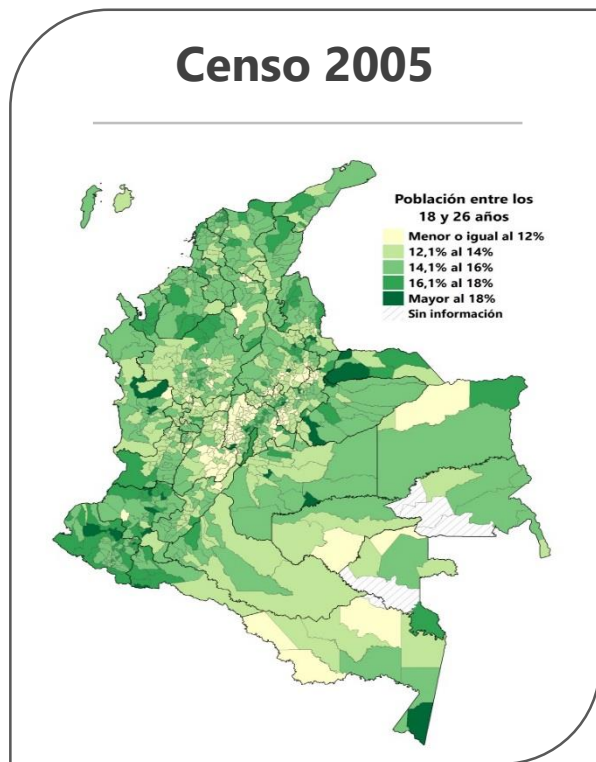 Censo 2005
Población entre los
18 y 26 años
Menor o igual al 12%
12,1% al 14%
14,1% al 16%
16,1% al 18%
Mayor al 18%
Sin información